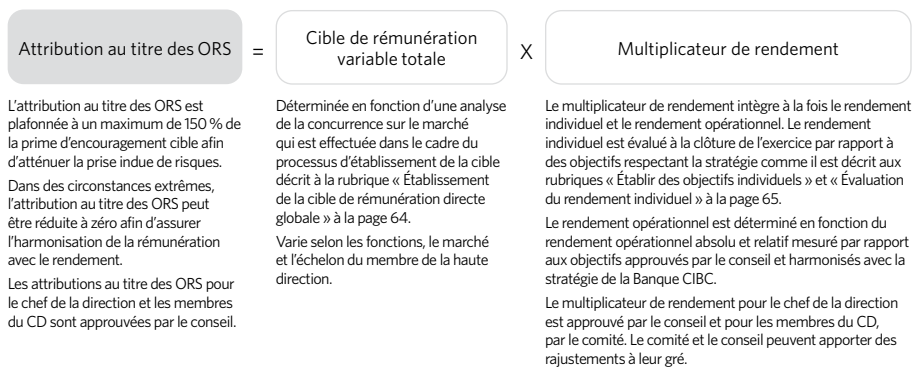 Attribution au titre des ORS
=
Cible de rémunération
variable totale
X
Multiplicateur de rendement
L'attribution au titre des ORS est
plafonnée à un maximum de 150 % de
la prime d'encouragement cible afin
d'atténuer la prise indue de risques.
Dans des circonstances extrêmes,
l'attribution au titre des ORS peut
être réduite à zéro afin d'assurer
l'harmonisation de la rémunération
avec le rendement.
Les attributions au titre des ORS pour
le chef de la direction et les membres
du CD sont approuvées par le conseil.
Déterminée en fonction d'une analyse
de la concurrence sur le marché
qui est effectuée dans le cadre du
processus d'établissement de la cible
décrit à la rubrique « Établissement
de la cible de rémunération directe
globale » à la page 64.
Varie selon les fonctions, le marché
et l'échelon du membre de la haute
direction.
Le multiplicateur de rendement intègre à la fois le rendement
individuel et le rendement opérationnel. Le rendement
individuel est évalué à la clôture de l'exercice par rapport à
des objectifs respectant la stratégie comme il est décrit aux
rubriques « Établir des objectifs individuels » et « Évaluation
du rendement individuel » à la page 65.
Le rendement opérationnel est déterminé en fonction du
rendement opérationnel absolu et relatif mesuré par rapport
aux objectifs approuvés par le conseil et harmonisés avec la
stratégie de la Banque CIBC.
Le multiplicateur de rendement pour le chef de la direction
est approuvé par le conseil et pour les membres du CD,
par le comité. Le comité et le conseil peuvent apporter des
rajustements à leur gré.